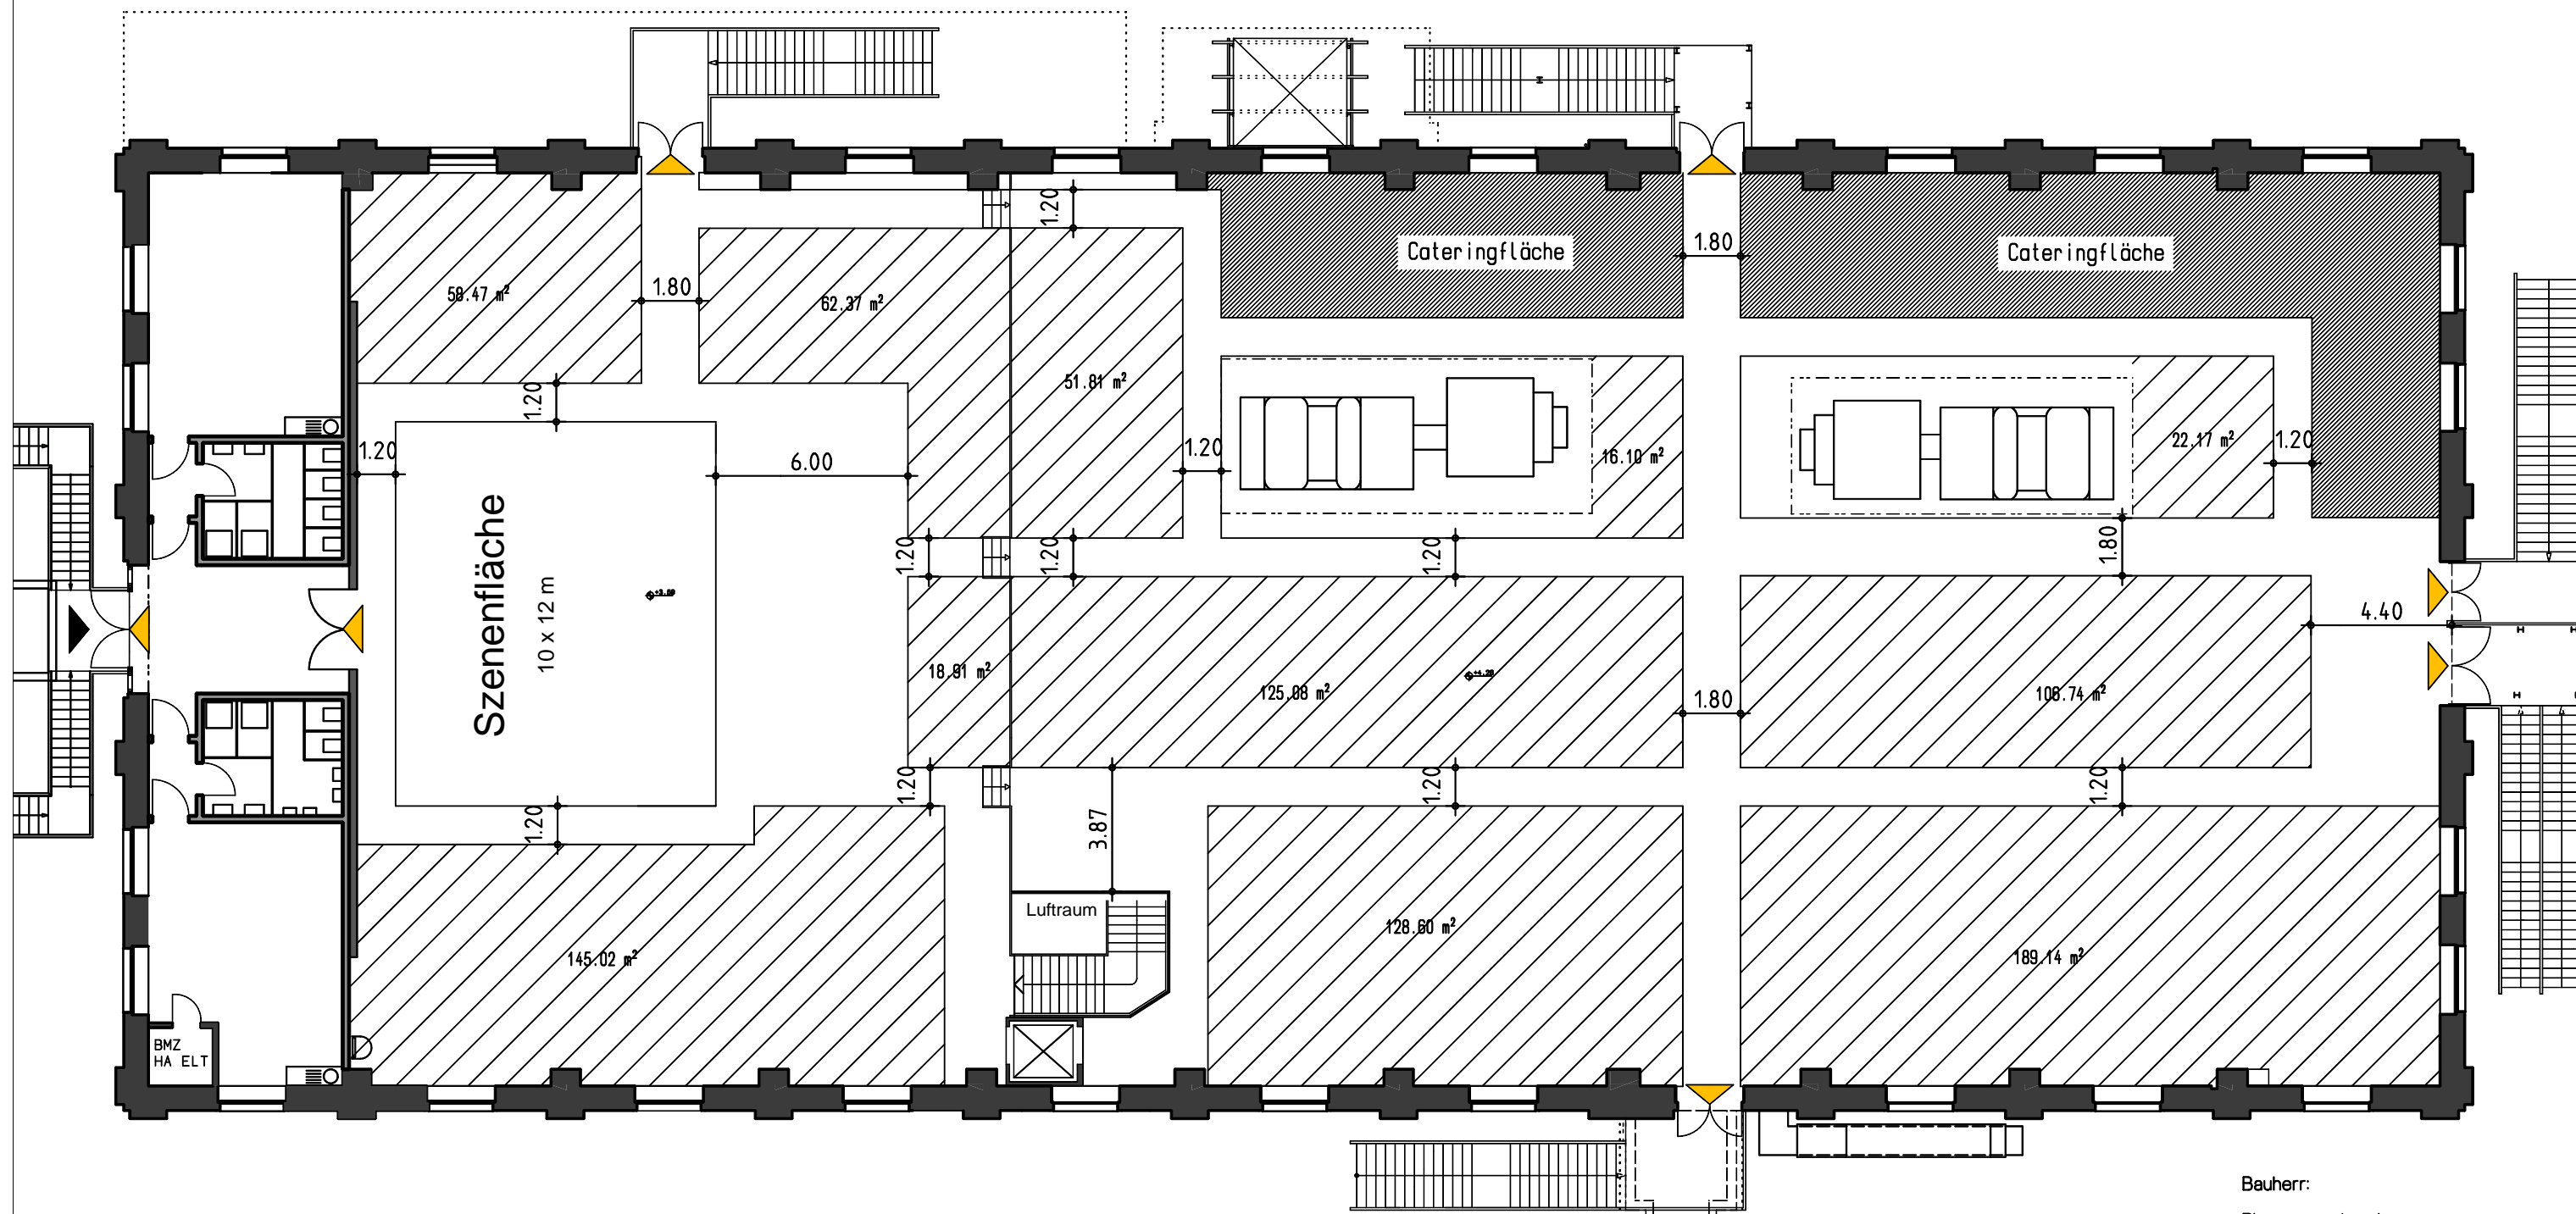 1.20
Cateringfläche
1.80
Cateringfläche
58.47 m²
1.80
62.37 m²
51.81 m²
1.20
1.20
6.00
1.20
16.10 m²
22.17 m²
1.20
Szenenfläche
10 x 12 m
1.20
1.20
1.20
1.80
4.40
18.91 m²
125.08 m²
1.80
106.74 m²
1.20
1.20
3.87
1.20
1.20
Luftraum
145.02 m²
128.60 m²
189.14 m²
BMZ
HA ELT
Bauherr: